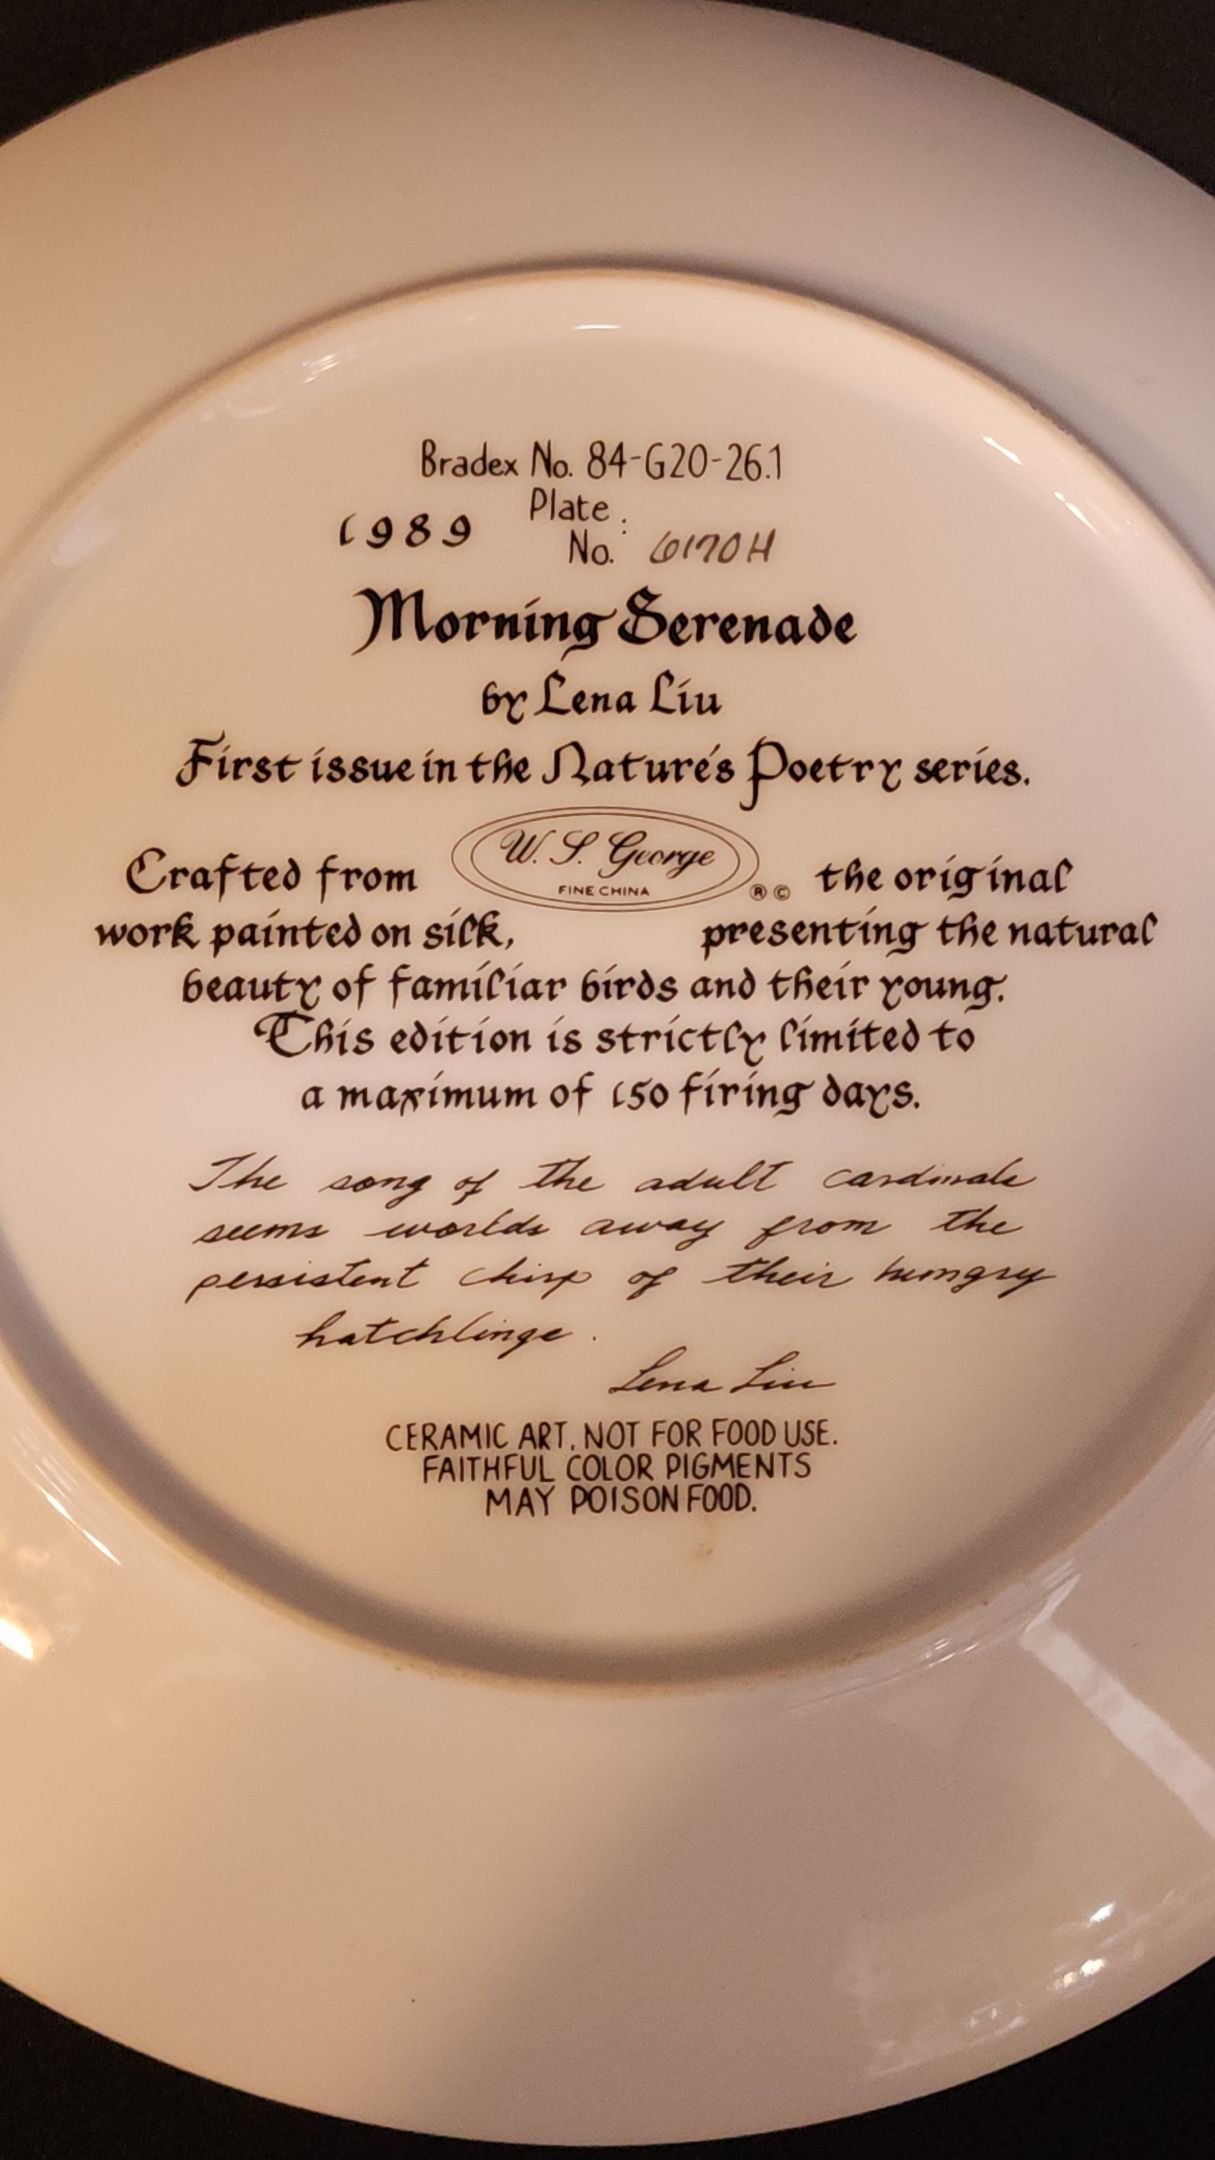 Bradex No. 84-G20-26.1
Plate
1989 No. 6170H
Morning Serenade
by Lena Liu
First issue in the Nature's Poetry series.
W. S. George
FINE CHINA ® ©
Crafted from the original
work painted on silk, presenting the natural
beauty of familiar birds and their young.
This edition is strictly limited to
a maximum of 150 firing days.
The song of the adult cardinals
seems worlds away from the
persistent chirp of their hungry
hatchlings.
Lena Liu
CERAMIC ART. NOT FOR FOOD USE.
FAITHFUL COLOR PIGMENTS
MAY POISON FOOD.